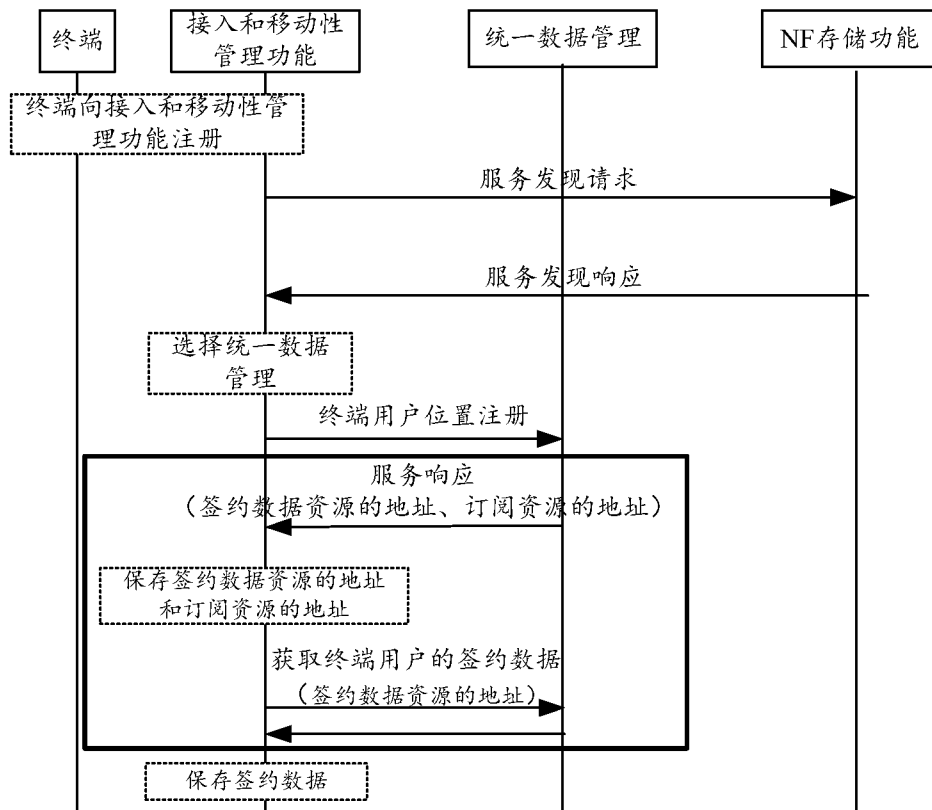 终端
接入和移动性
管理功能
统一数据管理
NF存储功能
终端向接入和移动性管
理功能注册
服务发现请求
服务发现响应
选择统一数据
管理
终端用户位置注册
服务响应
（签约数据资源的地址、订阅资源的地址）
保存签约数据资源的地址
和订阅资源的地址
获取终端用户的签约数据
（签约数据资源的地址）
保存签约数据